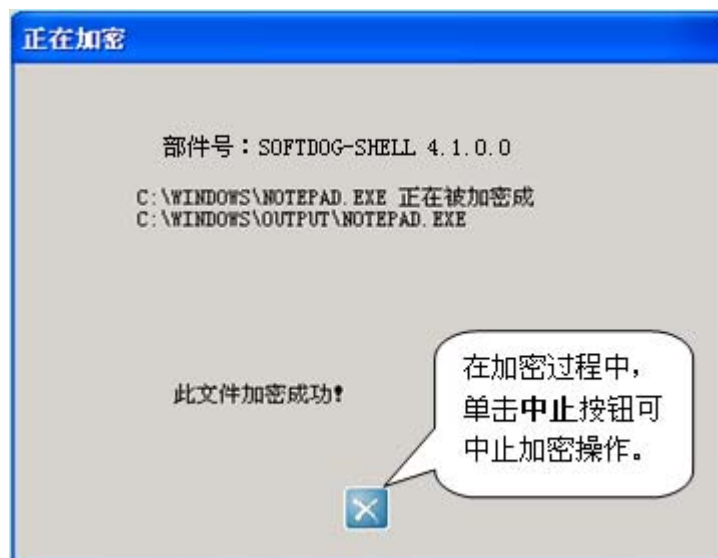 正在加密
部件号：SOFTDOG-SHELL 4.1.0.0
C:\WINDOWS\NOTEPAD.EXE 正在被加密成
C:\WINDOWS\OUTPUT\NOTEPAD.EXE
此文件加密成功!
在加密过程中，
单击中止按钮可
中止加密操作。